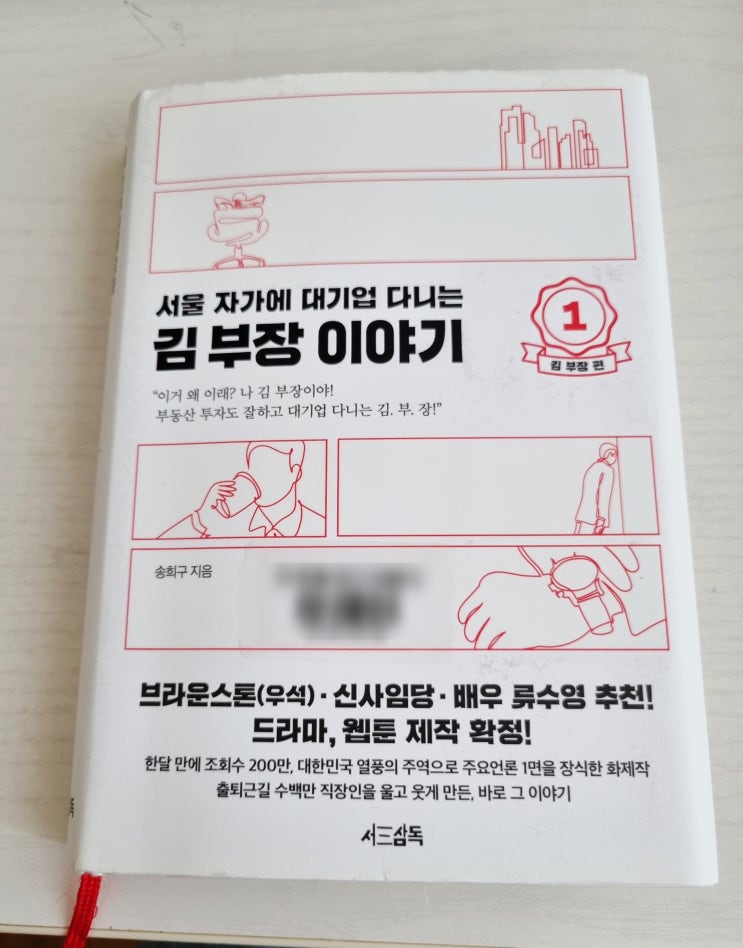 서울 자가에 대기업 다니는
김 부장 이야기
1
김 부장 편
“이거 왜 이래? 나 김 부장이야!
부동산 투자도 잘하고 대기업 다니는 김. 부. 장!”
송희구 지음
브라운스톤(우석)·신사임당·배우 류수영 추천!
드라마, 웹툰 제작 확정!
한달 만에 조회수 200만, 대한민국 열풍의 주역으로 주요언론 1면을 장식한 화제작
출퇴근길 수백만 직장인을 울고 웃게 만든, 바로 그 이야기
서삼독